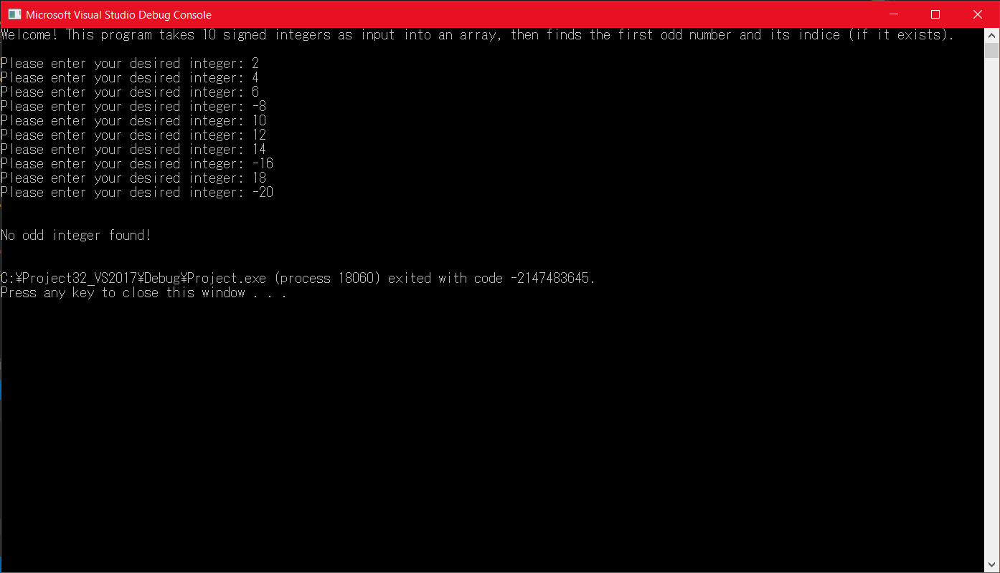 Microsoft Visual Studio Debug Console
Welcome! This program takes 10 signed integers as input into an array, then finds the first odd number and its indice (if it exists).
Please enter your desired integer: 2
Please enter your desired integer: 4
Please enter your desired integer: 6
Please enter your desired integer: -8
Please enter your desired integer: 10
Please enter your desired integer: 12
Please enter your desired integer: 14
Please enter your desired integer: -16
Please enter your desired integer: 18
Please enter your desired integer: -20
No odd integer found!
C:¥Project32_VS2017¥Debug¥Project.exe (process 18060) exited with code -2147483645.
Press any key to close this window . . .